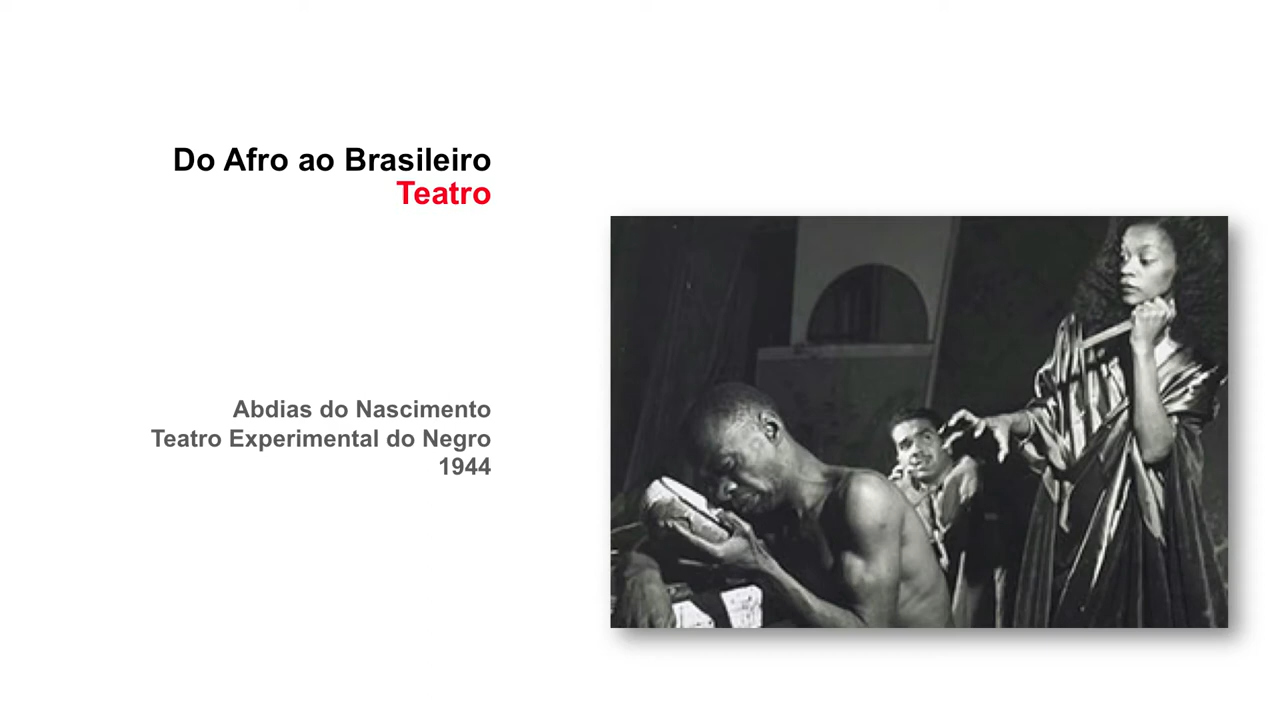 Do Afro ao Brasileiro
Teatro
Abdias do Nascimento
Teatro Experimental do Negro
1944